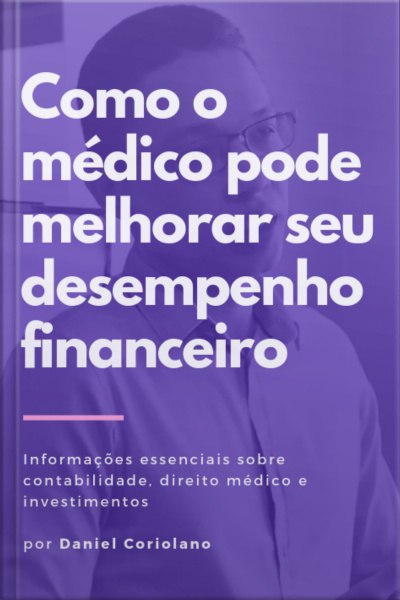 Como o
médico pode
melhorar seu
desempenho
financeiro
Informações essenciais sobre
contabilidade, direito médico e
investimentos
por Daniel Coriolano